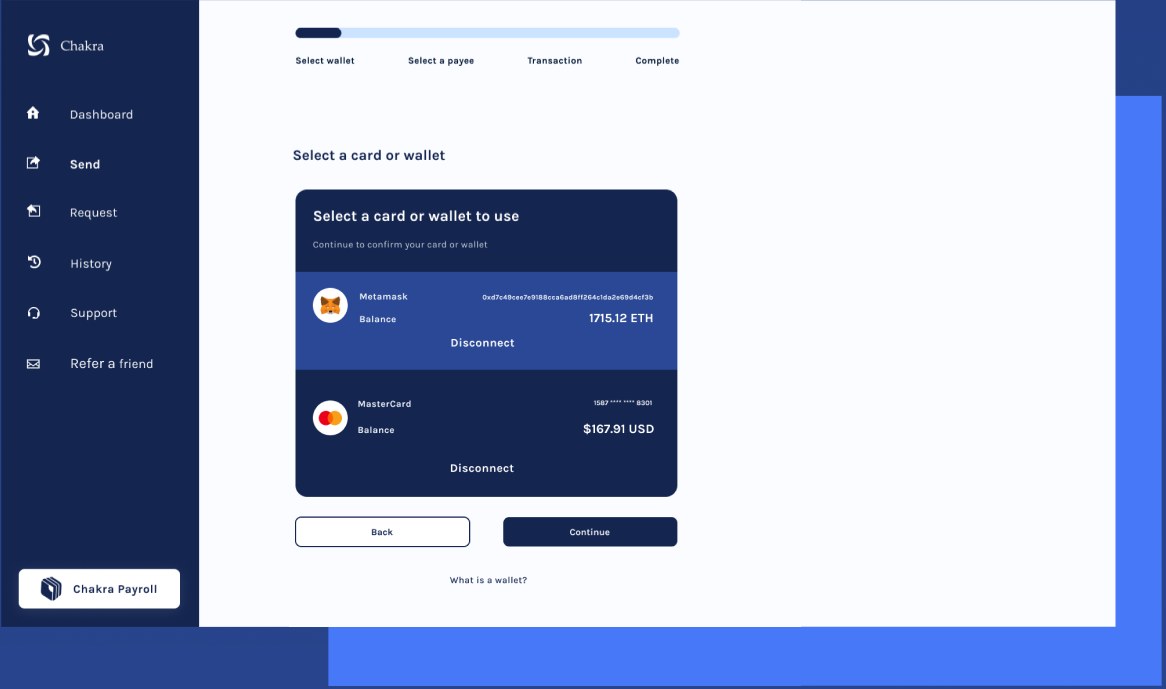 Chakra
Dashboard
Send
Request
History
Support
Refer a friend
Chakra Payroll
Select wallet Select a payee Transaction Complete
Select a card or wallet
Select a card or wallet to use
Continue to confirm your card or wallet
Metamask 0xd7c49cee7e9188cca6ad8ff264c1da2e69d4cf3b
Balance 1715.12 ETH
Disconnect
MasterCard 1587 **** **** 8301
Balance $167.91 USD
Disconnect
Back Continue
What is a wallet?